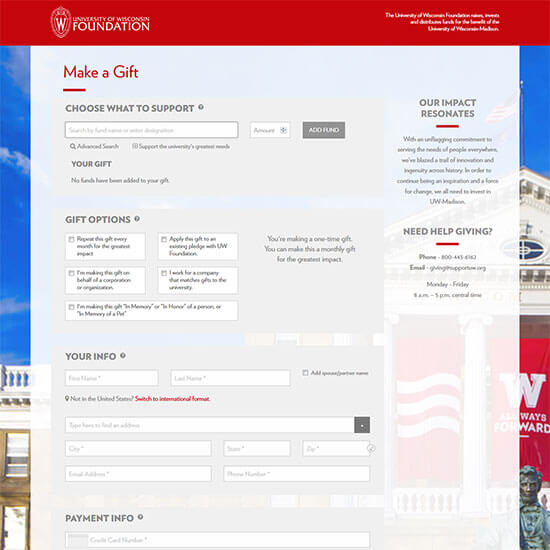 UNIVERSITY OF WISCONSIN
FOUNDATION
The University of Wisconsin Foundation raises, invests
and distributes funds for the benefit of the
University of Wisconsin-Madison.
Make a Gift
CHOOSE WHAT TO SUPPORT ?
Search by fund name or enter designation
Amount
ADD FUND
Advanced Search
Support the university's greatest needs
YOUR GIFT
No funds have been added to your gift.
GIFT OPTIONS ?
Repeat this gift every
month for the greatest
impact
Apply this gift to an
existing pledge with UW
Foundation.
I'm making this gift on
behalf of a corporation
or organization.
I work for a company
that matches gifts to the
university.
I'm making this gift "In Memory" or "In Honor" of a person, or
"In Memory of a Pet"
You're making a one-time gift.
You can make this a monthly gift
for the greatest impact.
YOUR INFO ?
First Name *
Last Name *
Add spouse/partner name
Not in the United States? Switch to international format.
Type here to find an address
City *
State *
Zip *
Email Address *
Phone Number *
PAYMENT INFO ?
Credit Card Number *
OUR IMPACT
RESONATES
With an unflagging commitment to
serving the needs of people everywhere,
we've blazed a trail of innovation and
ingenuity across history. In order to
continue being an inspiration and a force
for change, we all need to invest in
UW-Madison.
NEED HELP GIVING?
Phone - 800-443-6162
Email - giving@supportuw.org
Monday - Friday
8 a.m. – 5 p.m. central time
W
ALL WAYS
FORWARD